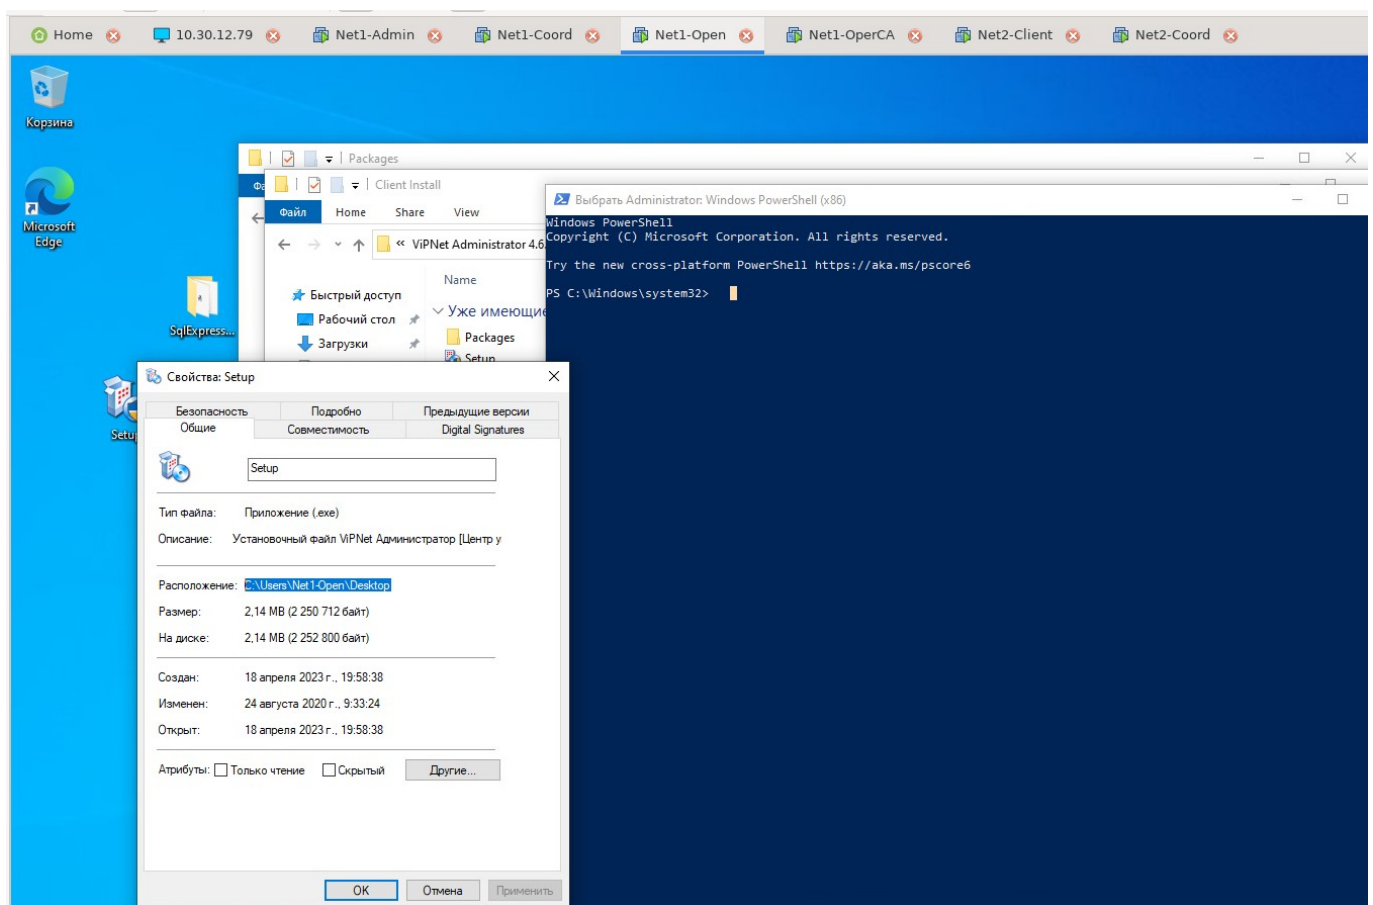 Home
10.30.12.79
Net1-Admin
Net1-Coord
Net1-Open
Net1-OperCA
Net2-Client
Net2-Coord
Корзина
Microsoft
Edge
SqlExpress...
Packages
Client Install
Файл
Home
Share
View
« ViPNet Administrator 4.6.
Name
Быстрый доступ
Рабочий стол
Загрузки
Уже имеющие
Packages
Setup
Выбрать Administrator: Windows PowerShell (x86)
Windows PowerShell
Copyright (C) Microsoft Corporation. All rights reserved.
Try the new cross-platform PowerShell https://aka.ms/pscore6
PS C:\Windows\system32>
Свойства: Setup
Безопасность
Подробно
Предыдущие версии
Общие
Совместимость
Digital Signatures
Setup
Тип файла: Приложение (.exe)
Описание: Установочный файл ViPNet Администратор [Центр у
Расположение: C:\Users\Net1-Open\Desktop
Размер: 2,14 MB (2 250 712 байт)
На диске: 2,14 MB (2 252 800 байт)
Создан: 18 апреля 2023 г., 19:58:38
Изменен: 24 августа 2020 г., 9:33:24
Открыт: 18 апреля 2023 г., 19:58:38
Атрибуты: Только чтение Скрытый Другие...
ОК
Отмена
Применить